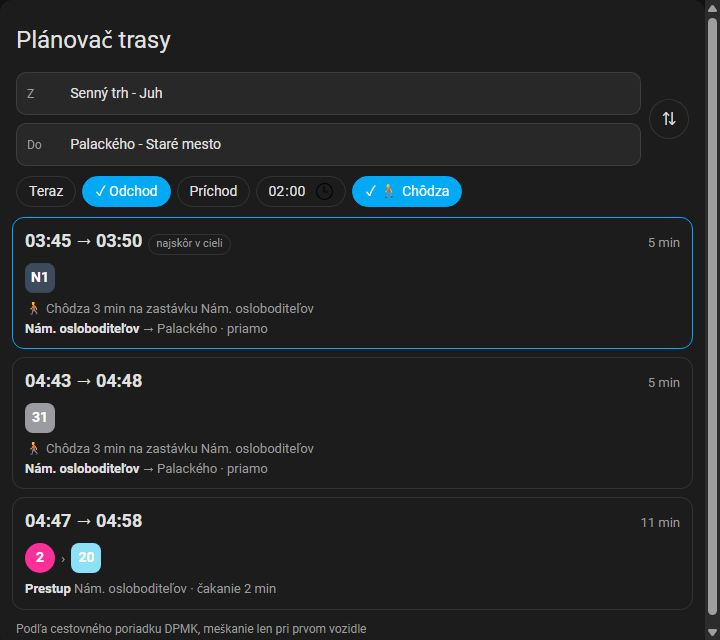 Plánovač trasy
Z Senný trh - Juh
Do Palackého - Staré mesto
Teraz ✓ Odchod Príchod 02:00 ✓ 🚶 Chôdza
03:45 → 03:50 najskôr v cieli 5 min
N1
🚶 Chôdza 3 min na zastávku Nám. osloboditeľov
Nám. osloboditeľov → Palackého · priamo
04:43 → 04:48 5 min
31
🚶 Chôdza 3 min na zastávku Nám. osloboditeľov
Nám. osloboditeľov → Palackého · priamo
04:47 → 04:58 11 min
2 › 20
Prestup Nám. osloboditeľov · čakanie 2 min
Podľa cestovného poriadku DPMK, meškanie len pri prvom vozidle